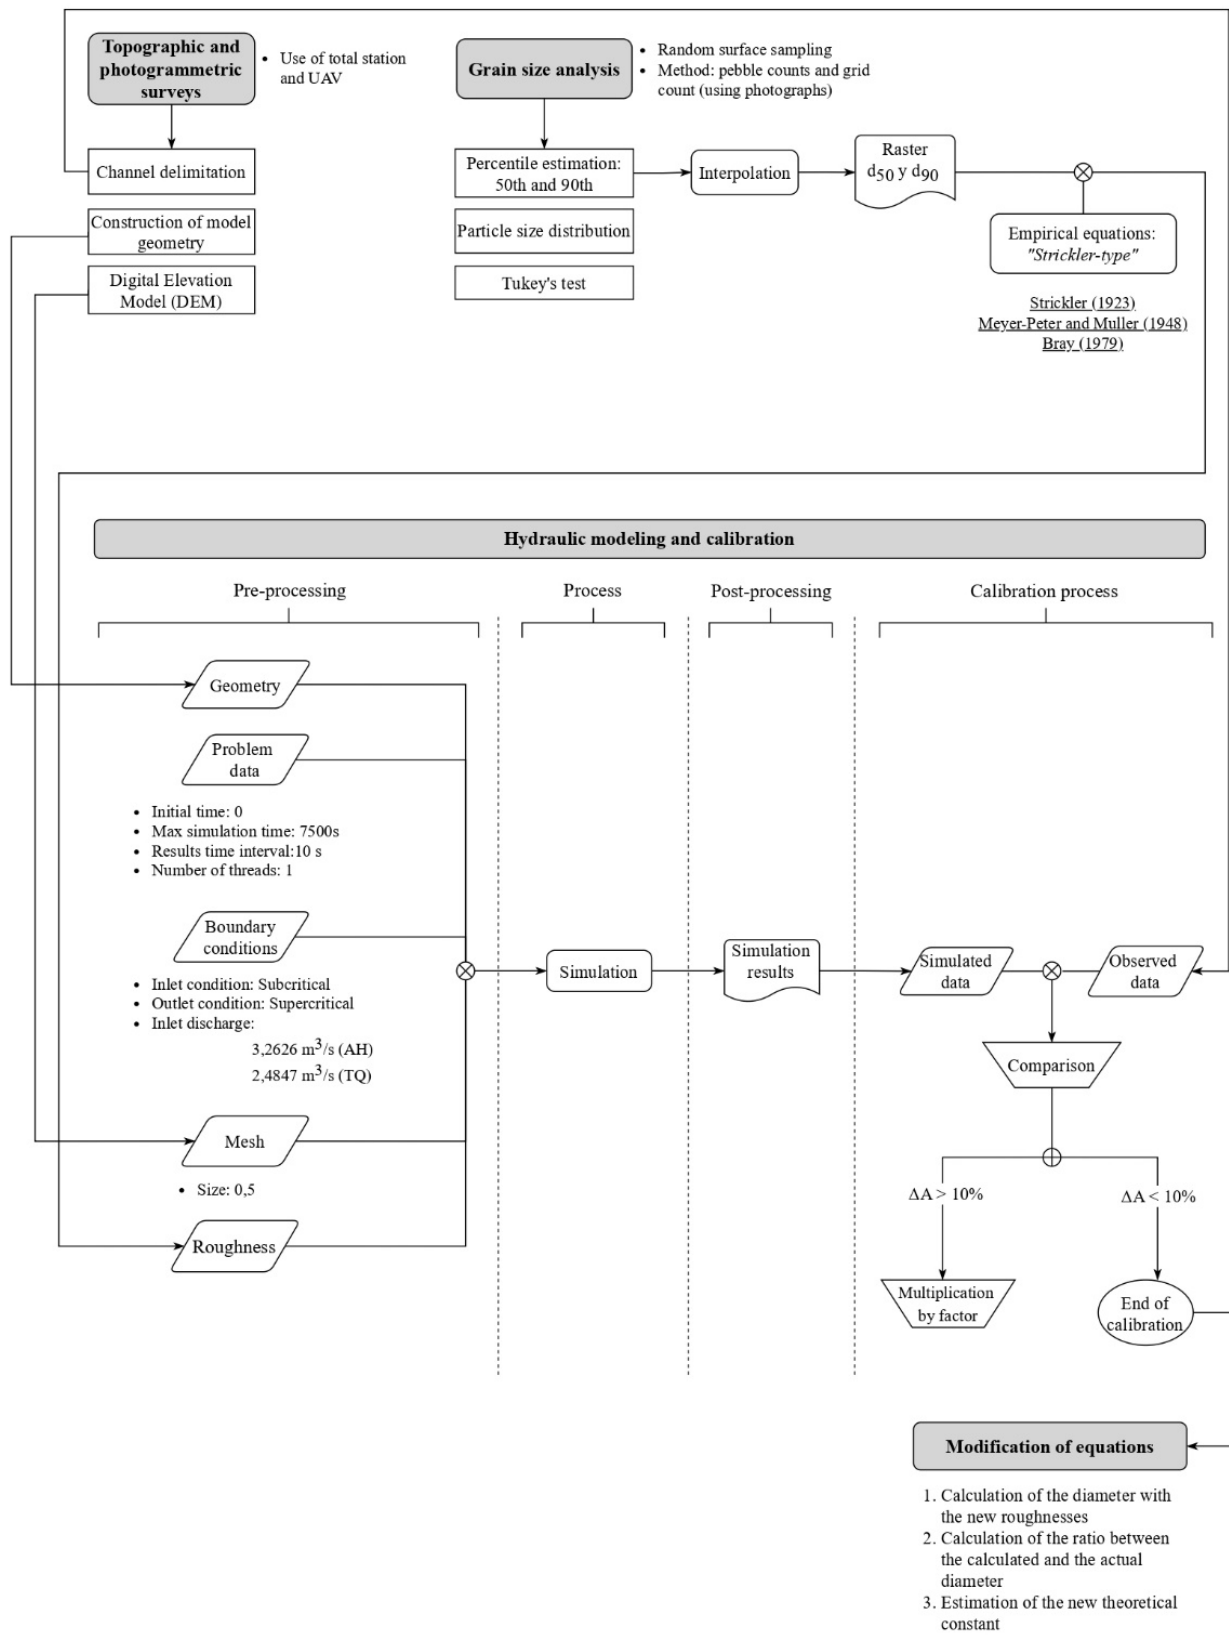 Topographic and
photogrammetric
surveys
• Use of total station
and UAV
Channel delimitation
Construction of model
geometry
Digital Elevation
Model (DEM)
Grain size analysis
• Random surface sampling
• Method: pebble counts and grid
count (using photographs)
Percentile estimation:
50th and 90th
Particle size distribution
Tukey's test
Interpolation
Raster
d50 y d90
Empirical equations:
"Strickler-type"
Strickler (1923)
Meyer-Peter and Muller (1948)
Bray (1979)
Hydraulic modeling and calibration
Pre-processing
Process
Post-processing
Calibration process
Geometry
Problem
data
• Initial time: 0
• Max simulation time: 7500s
• Results time interval:10 s
• Number of threads: 1
Boundary
conditions
• Inlet condition: Subcritical
• Outlet condition: Supercritical
• Inlet discharge:
3,2626 m³/s (AH)
2,4847 m³/s (TQ)
Mesh
• Size: 0,5
Roughness
Simulation
Simulation
results
Simulated
data
Observed
data
Comparison
ΔA > 10%
ΔA < 10%
Multiplication
by factor
End of
calibration
Modification of equations
1. Calculation of the diameter with
the new roughnesses
2. Calculation of the ratio between
the calculated and the actual
diameter
3. Estimation of the new theoretical
constant